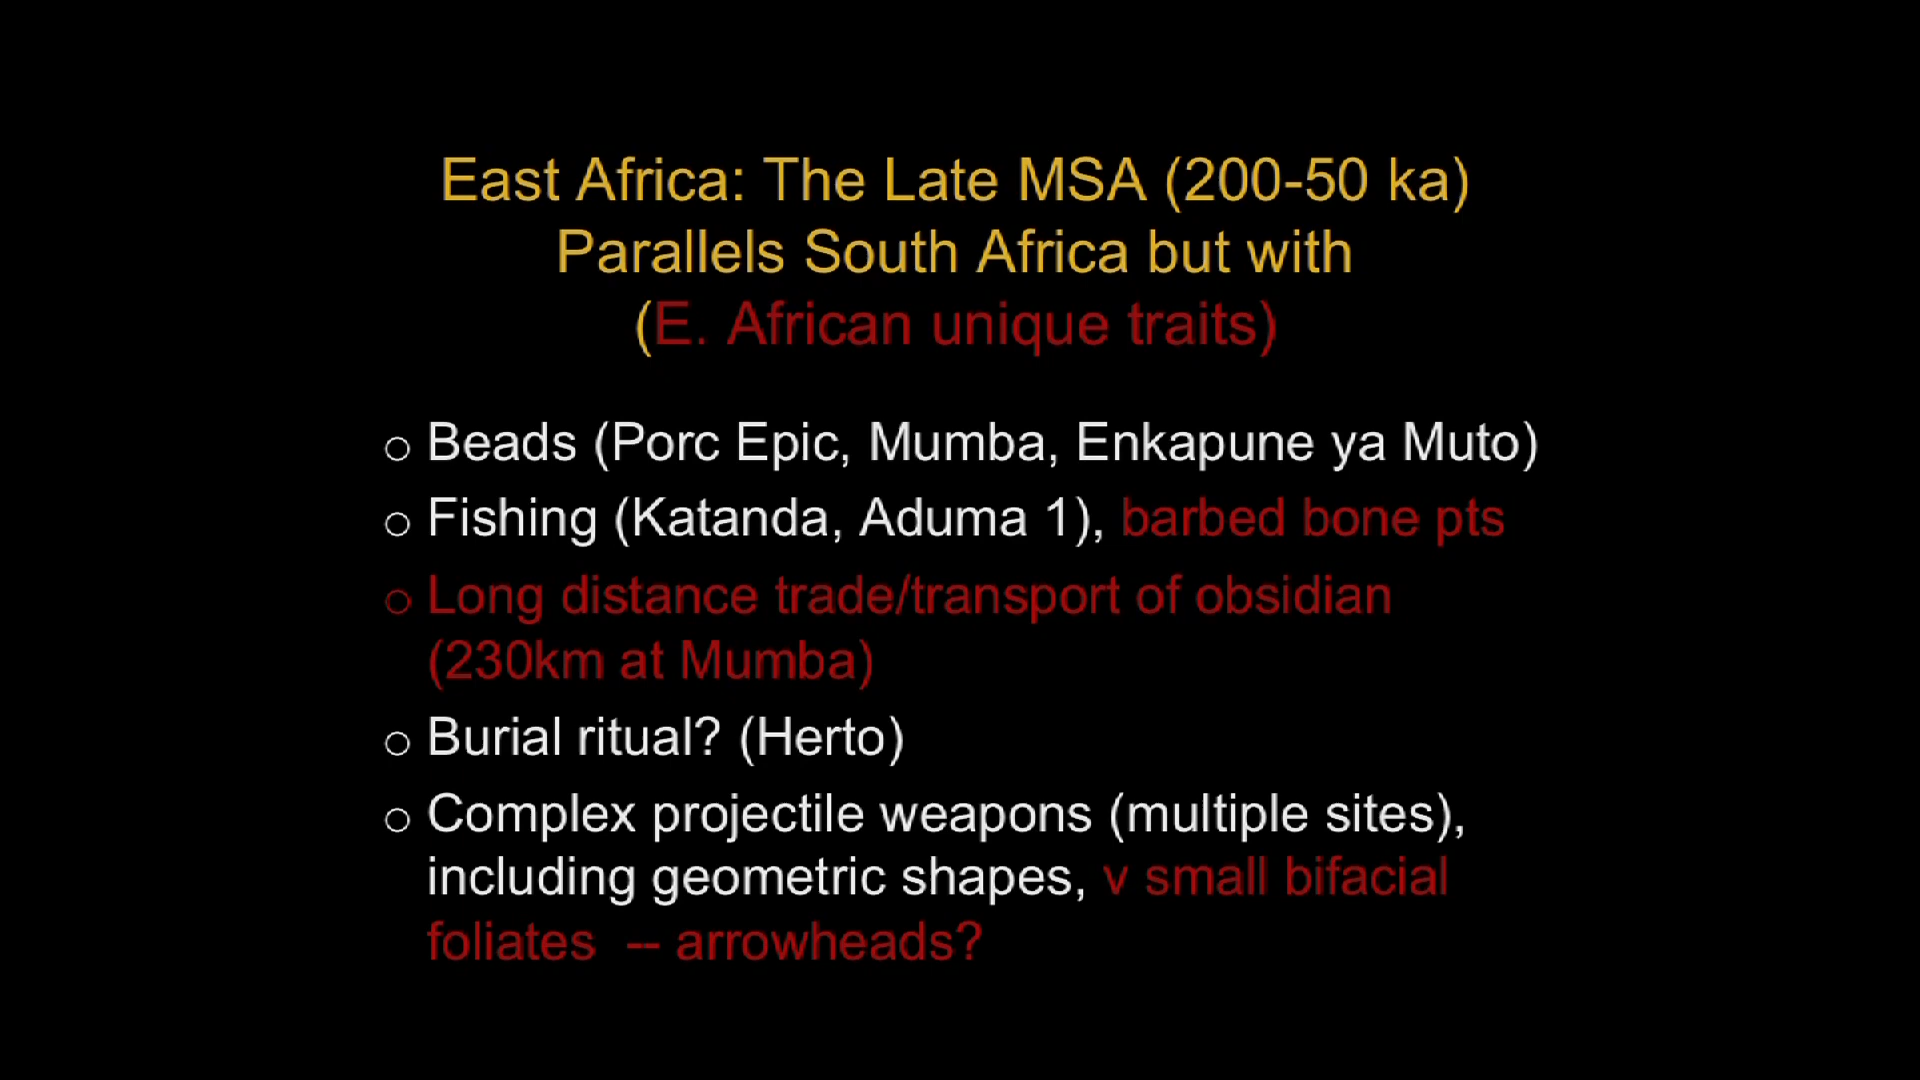 East Africa: The Late MSA (200-50 ka)
Parallels South Africa but with
(E. African unique traits)
o Beads (Porc Epic, Mumba, Enkapune ya Muto)
o Fishing (Katanda, Aduma 1), barbed bone pts
o Long distance trade/transport of obsidian
(230km at Mumba)
o Burial ritual? (Herto)
o Complex projectile weapons (multiple sites),
including geometric shapes, v small bifacial
foliates -- arrowheads?